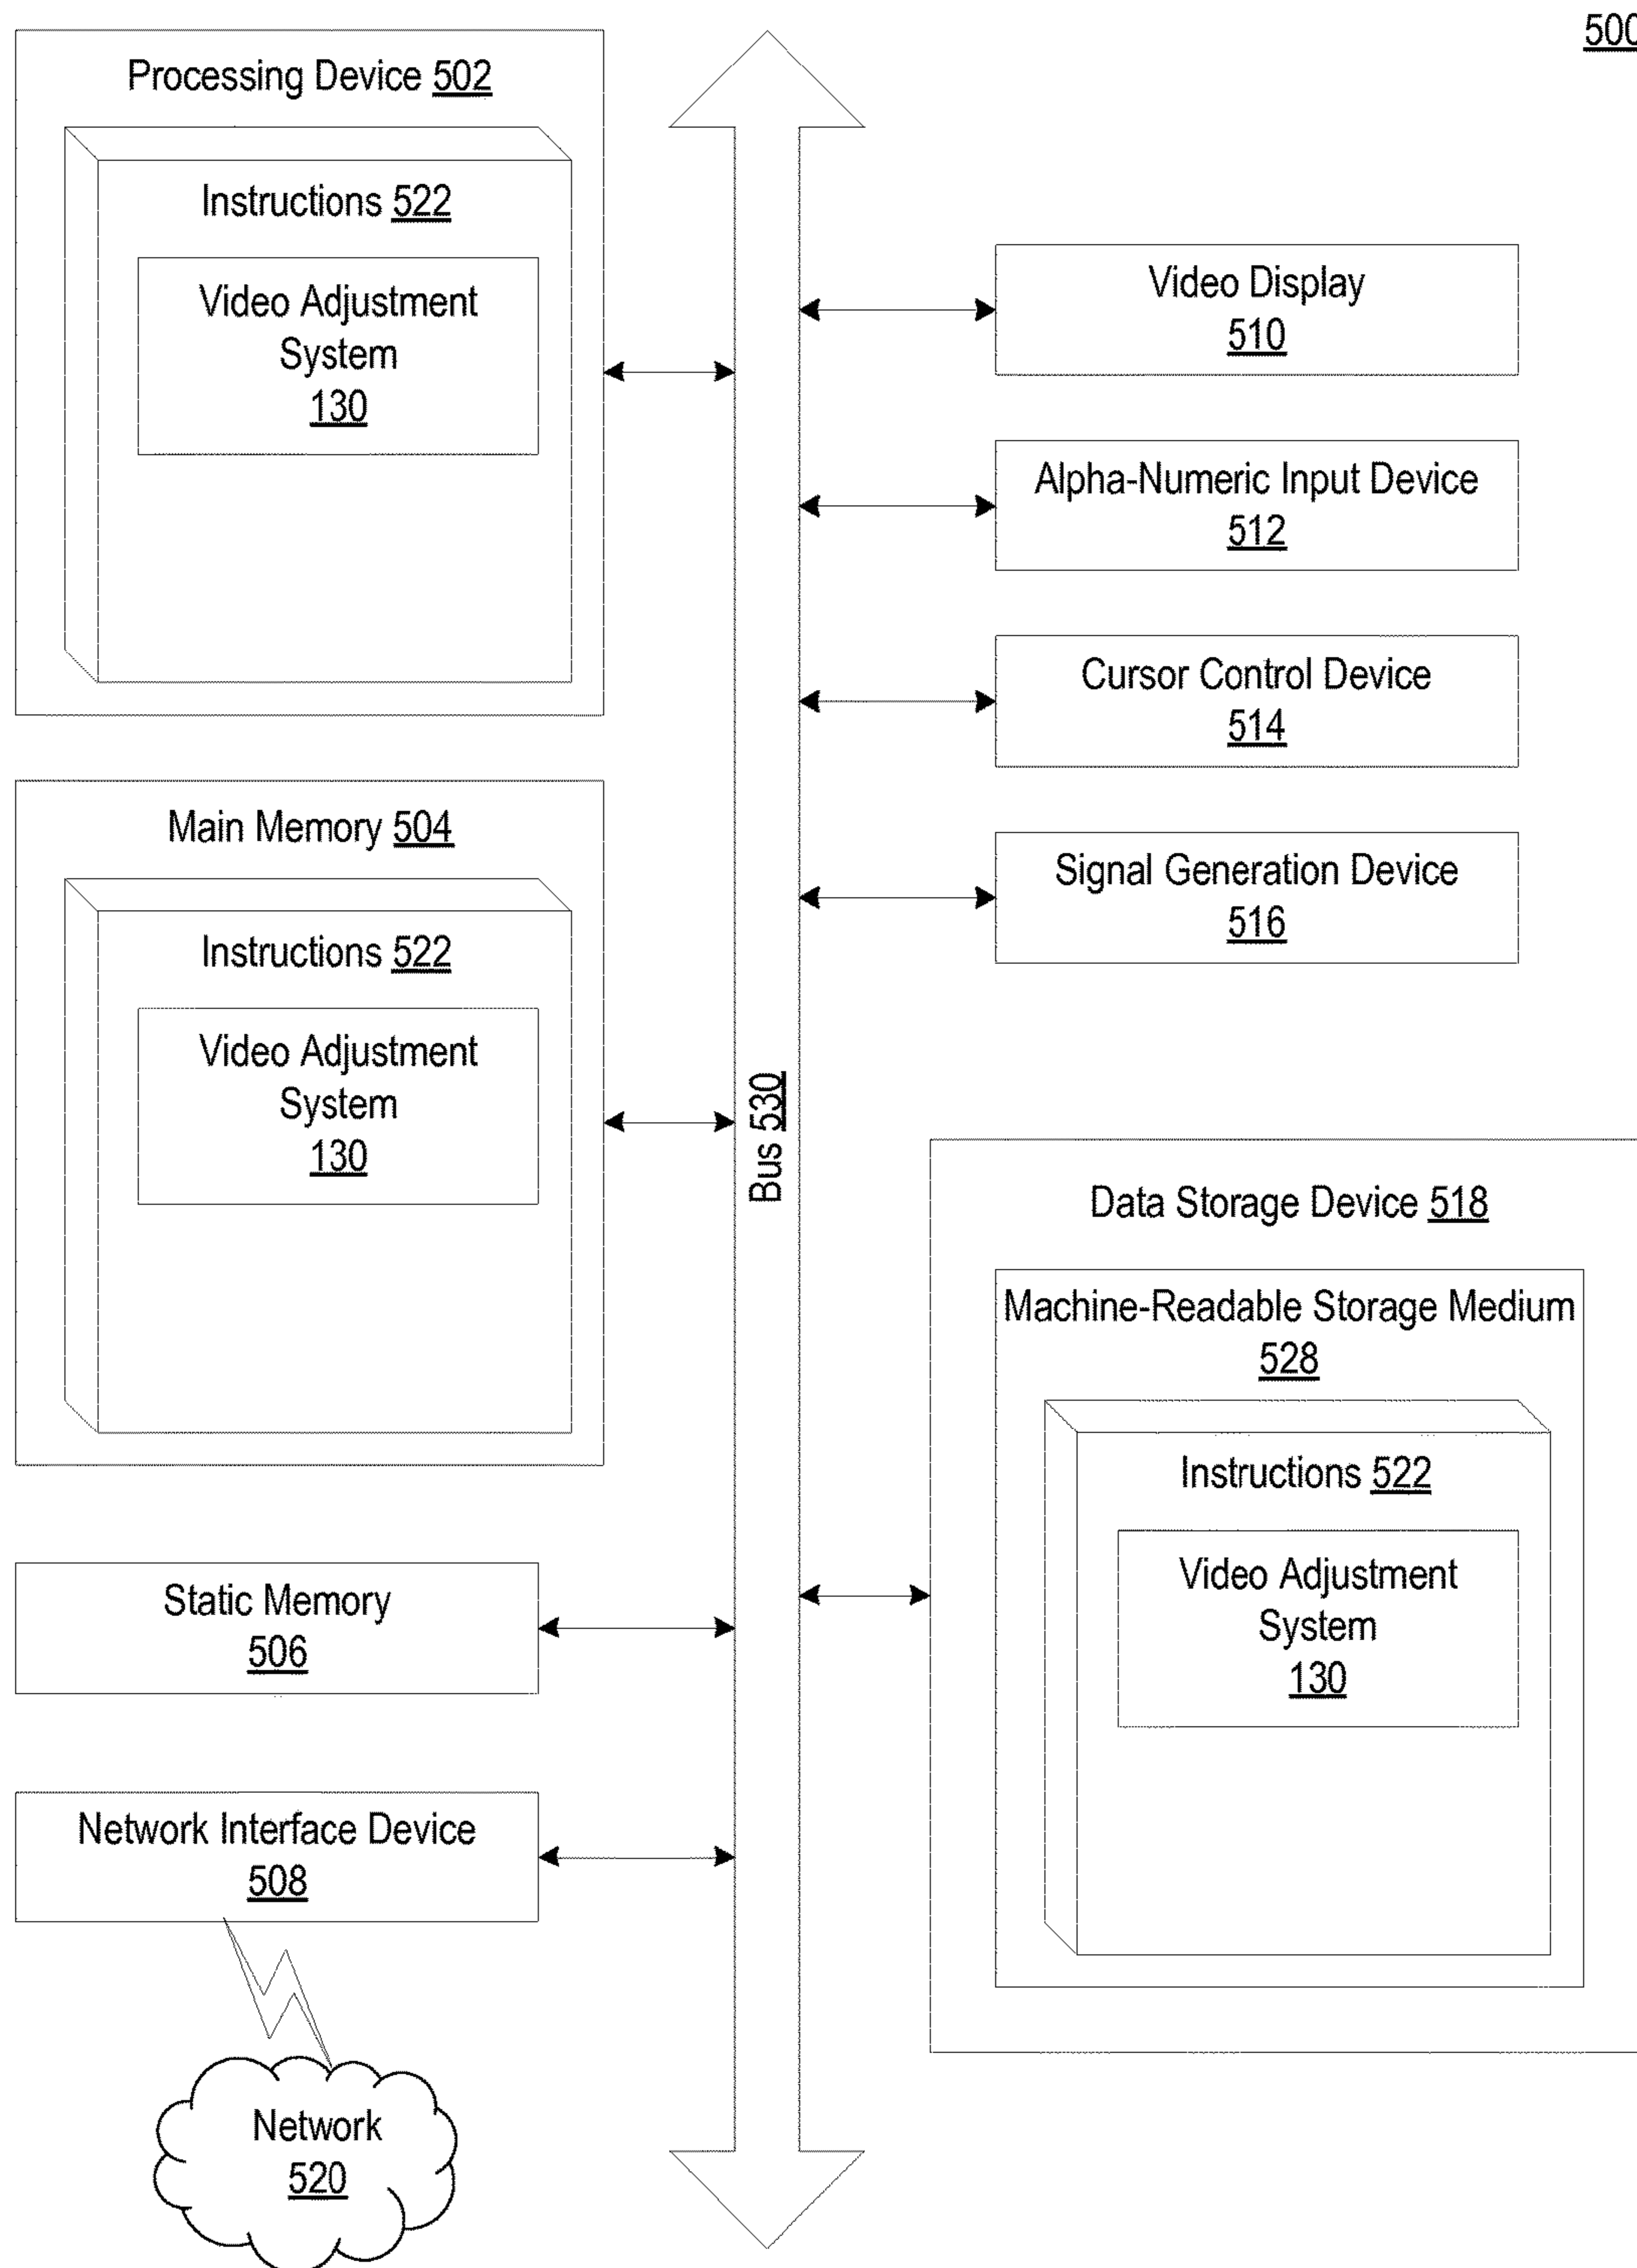 500
Processing Device 502
Instructions 522
Video Adjustment
System
130
Main Memory 504
Instructions 522
Video Adjustment
System
130
Static Memory
506
Network Interface Device
508
Network
520
Bus 530
Video Display
510
Alpha-Numeric Input Device
512
Cursor Control Device
514
Signal Generation Device
516
Data Storage Device 518
Machine-Readable Storage Medium
528
Instructions 522
Video Adjustment
System
130